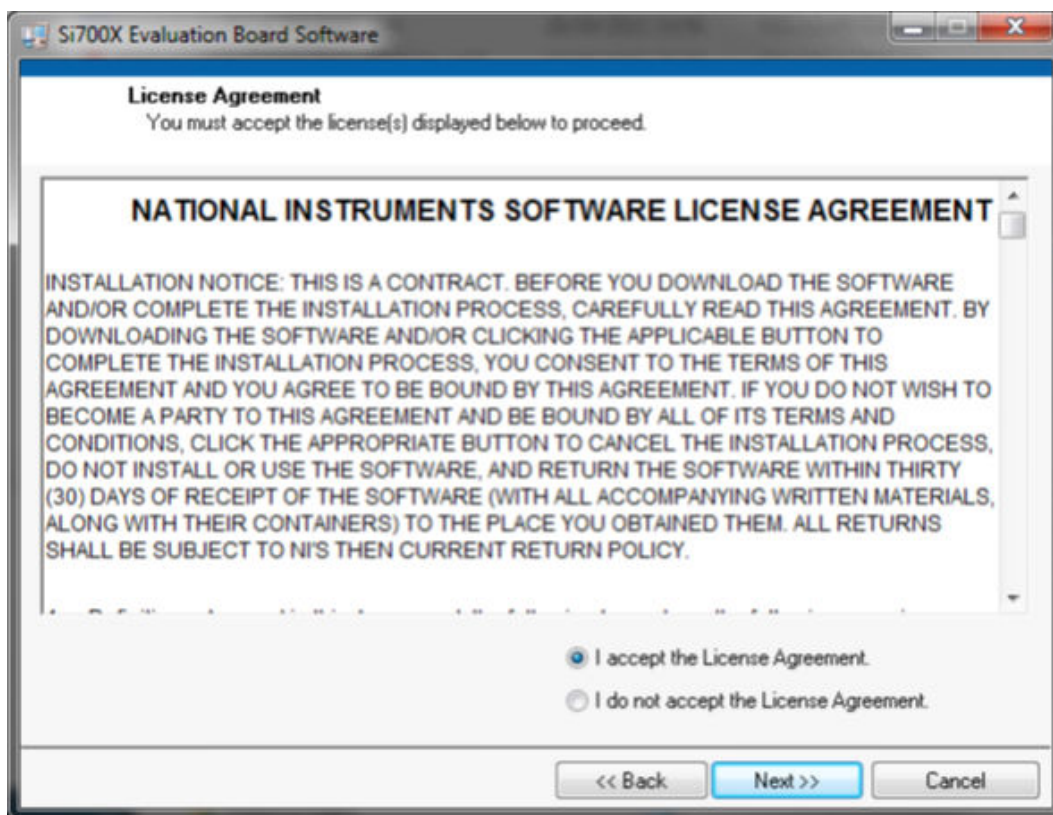 Si700X Evaluation Board Software
License Agreement
You must accept the license(s) displayed below to proceed.
NATIONAL INSTRUMENTS SOFTWARE LICENSE AGREEMENT
INSTALLATION NOTICE: THIS IS A CONTRACT. BEFORE YOU DOWNLOAD THE SOFTWARE
AND/OR COMPLETE THE INSTALLATION PROCESS, CAREFULLY READ THIS AGREEMENT. BY
DOWNLOADING THE SOFTWARE AND/OR CLICKING THE APPLICABLE BUTTON TO
COMPLETE THE INSTALLATION PROCESS, YOU CONSENT TO THE TERMS OF THIS
AGREEMENT AND YOU AGREE TO BE BOUND BY THIS AGREEMENT. IF YOU DO NOT WISH TO
BECOME A PARTY TO THIS AGREEMENT AND BE BOUND BY ALL OF ITS TERMS AND
CONDITIONS, CLICK THE APPROPRIATE BUTTON TO CANCEL THE INSTALLATION PROCESS,
DO NOT INSTALL OR USE THE SOFTWARE, AND RETURN THE SOFTWARE WITHIN THIRTY
(30) DAYS OF RECEIPT OF THE SOFTWARE (WITH ALL ACCOMPANYING WRITTEN MATERIALS,
ALONG WITH THEIR CONTAINERS) TO THE PLACE YOU OBTAINED THEM. ALL RETURNS
SHALL BE SUBJECT TO NI'S THEN CURRENT RETURN POLICY.
I accept the License Agreement.
I do not accept the License Agreement.
<< Back
Next >>
Cancel